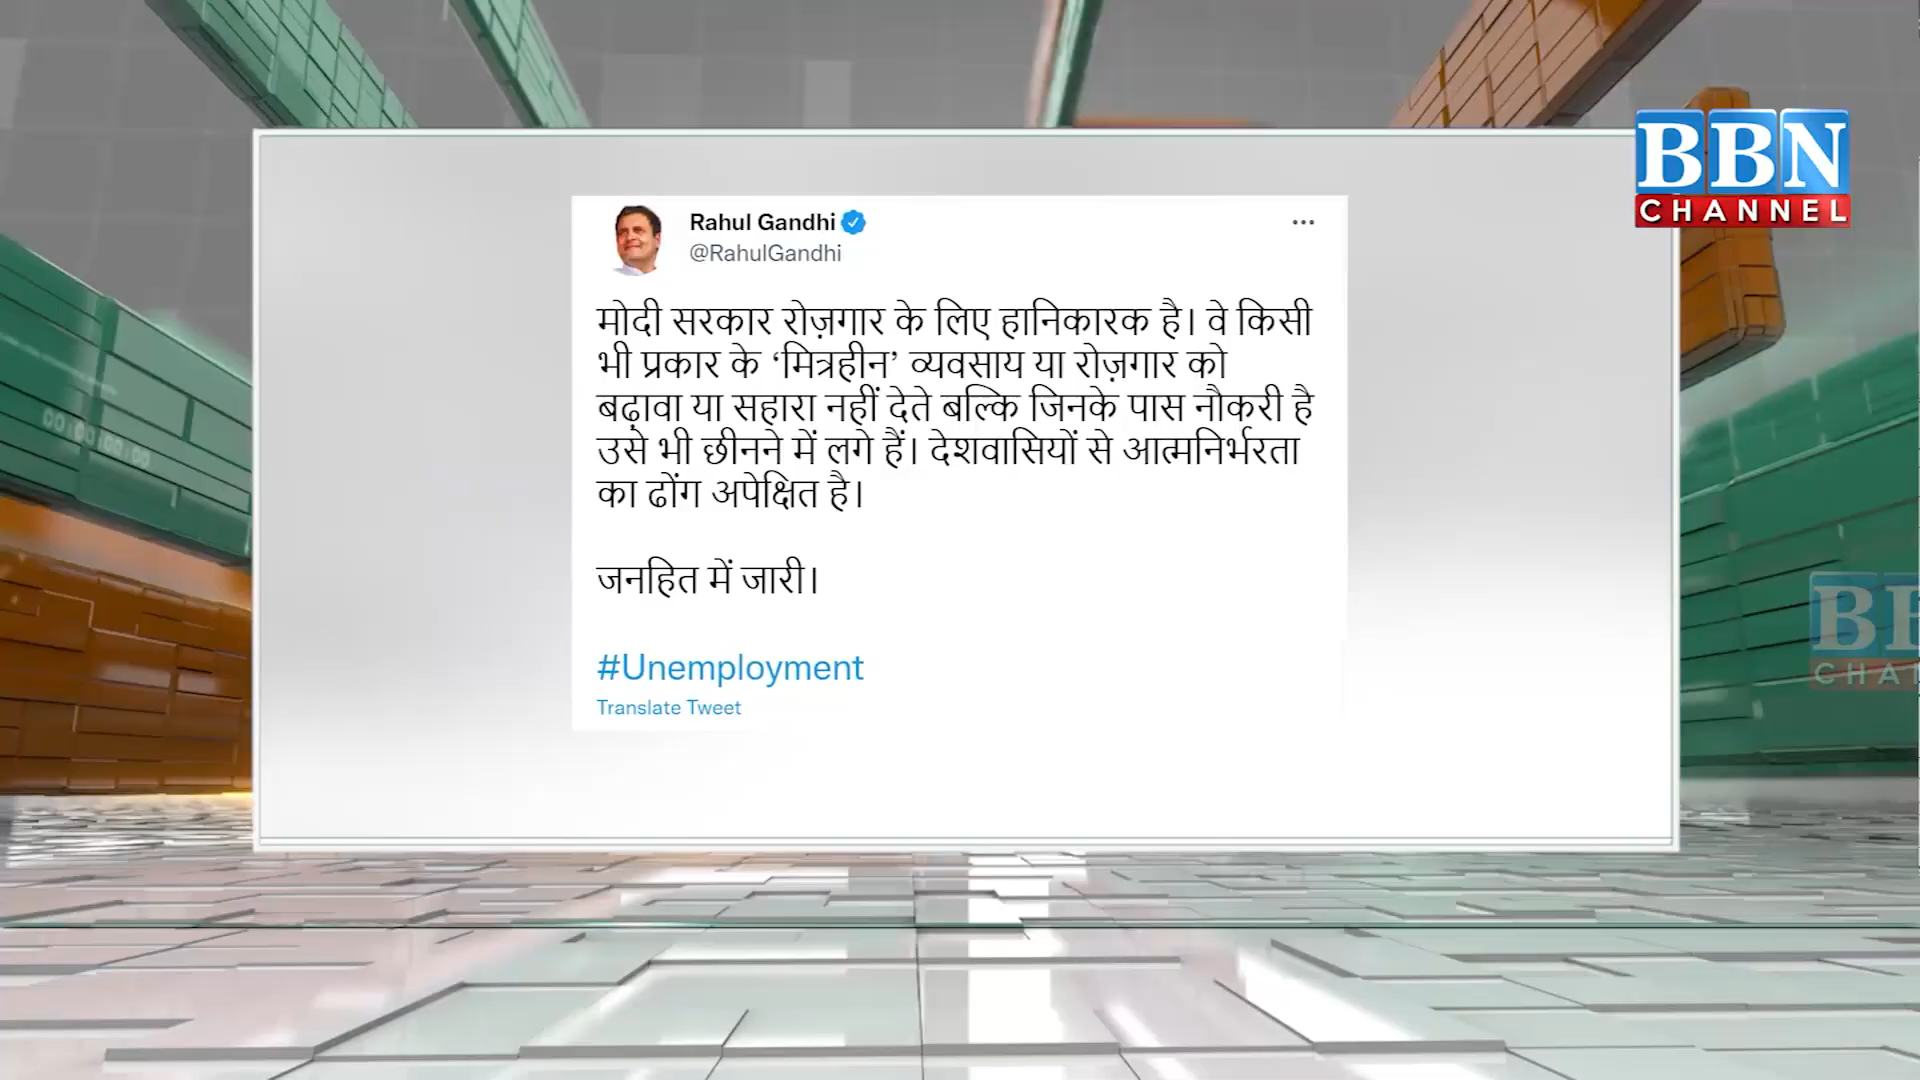 BBN
CHANNEL
Rahul Gandhi
@RahulGandhi
मोदी सरकार रोज़गार के लिए हानिकारक है। वे किसी
भी प्रकार के ‘मित्रहीन’ व्यवसाय या रोज़गार को
बढ़ावा या सहारा नहीं देते बल्कि जिनके पास नौकरी है
उसे भी छीनने में लगे हैं। देशवासियों से आत्मनिर्भरता
का ढोंग अपेक्षित है।
जनहित में जारी।
#Unemployment
Translate Tweet